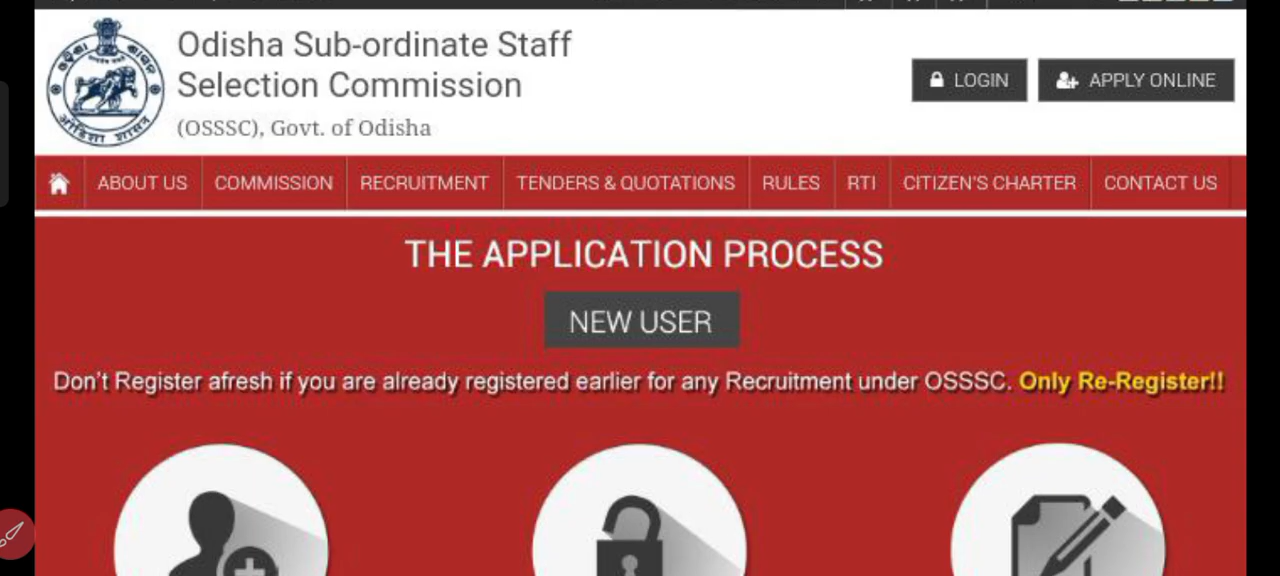 Odisha Sub-ordinate Staff
Selection Commission
(OSSSC), Govt. of Odisha
LOGIN
APPLY ONLINE
ABOUT US
COMMISSION
RECRUITMENT
TENDERS & QUOTATIONS
RULES
RTI
CITIZEN'S CHARTER
CONTACT US
THE APPLICATION PROCESS
NEW USER
Don't Register afresh if you are already registered earlier for any Recruitment under OSSSC. Only Re-Register!!